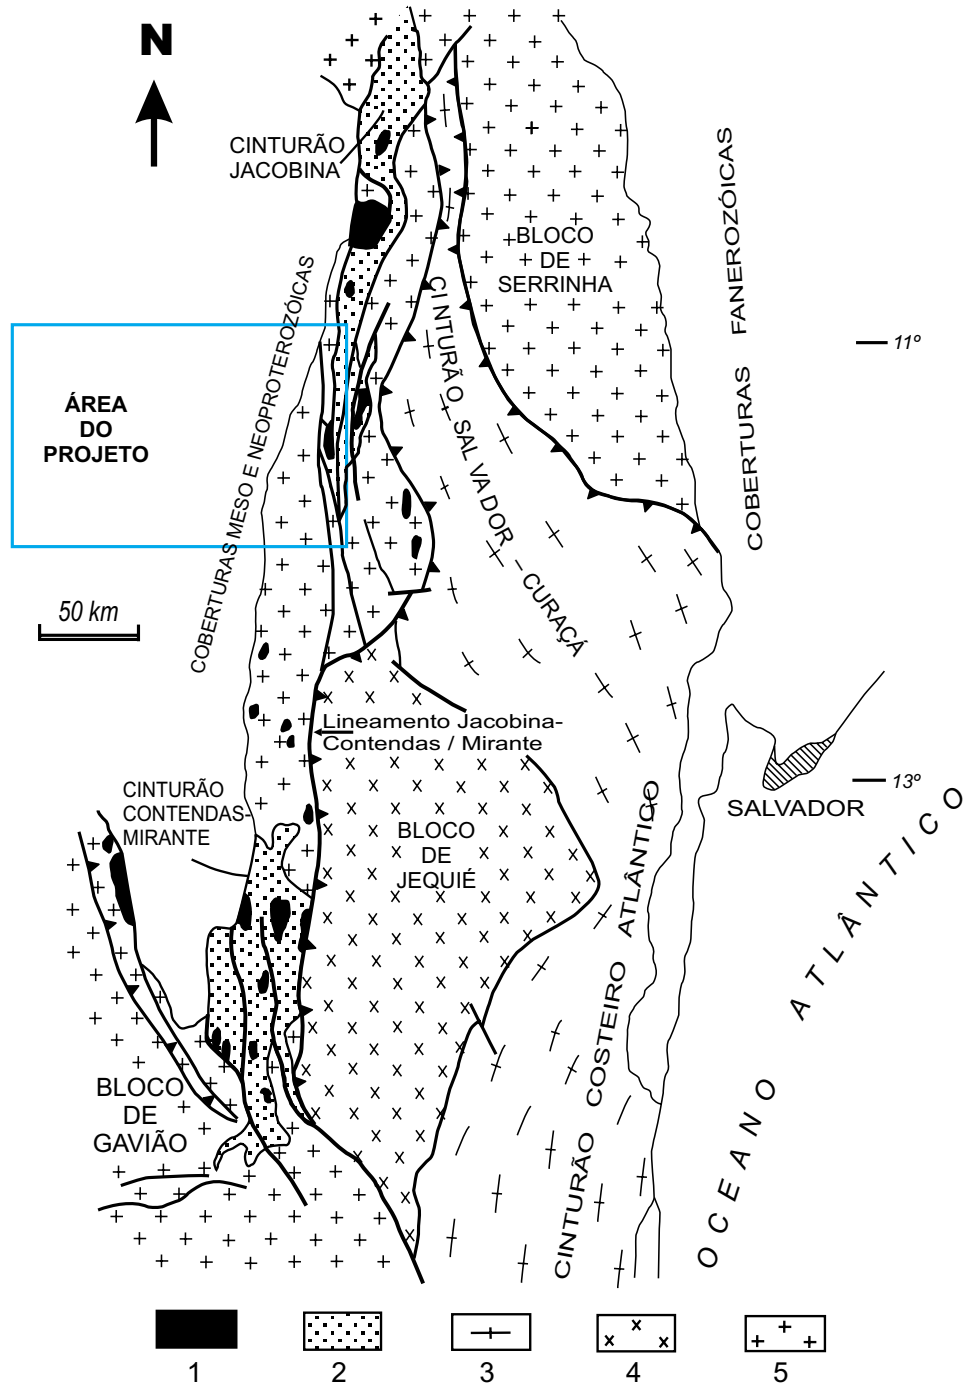 N
CINTURÃO
JACOBINA
BLOCO
DE
SERRINHA
COBERTURAS FANEROZÓICAS
COBERTURAS MESO E NEOPROTEROZÓICAS
CINTURÃO SALVADOR - CURAÇÁ
11º
ÁREA
DO
PROJETO
50 km
Lineamento Jacobina-
Contendas / Mirante
13º
CINTURÃO
CONTENDAS-
MIRANTE
SALVADOR
BLOCO
DE
JEQUIÉ
CINTURÃO COSTEIRO ATLÂNTICO
OCEANO ATLÂNTICO
BLOCO
DE
GAVIÃO
1 2 3 4 5